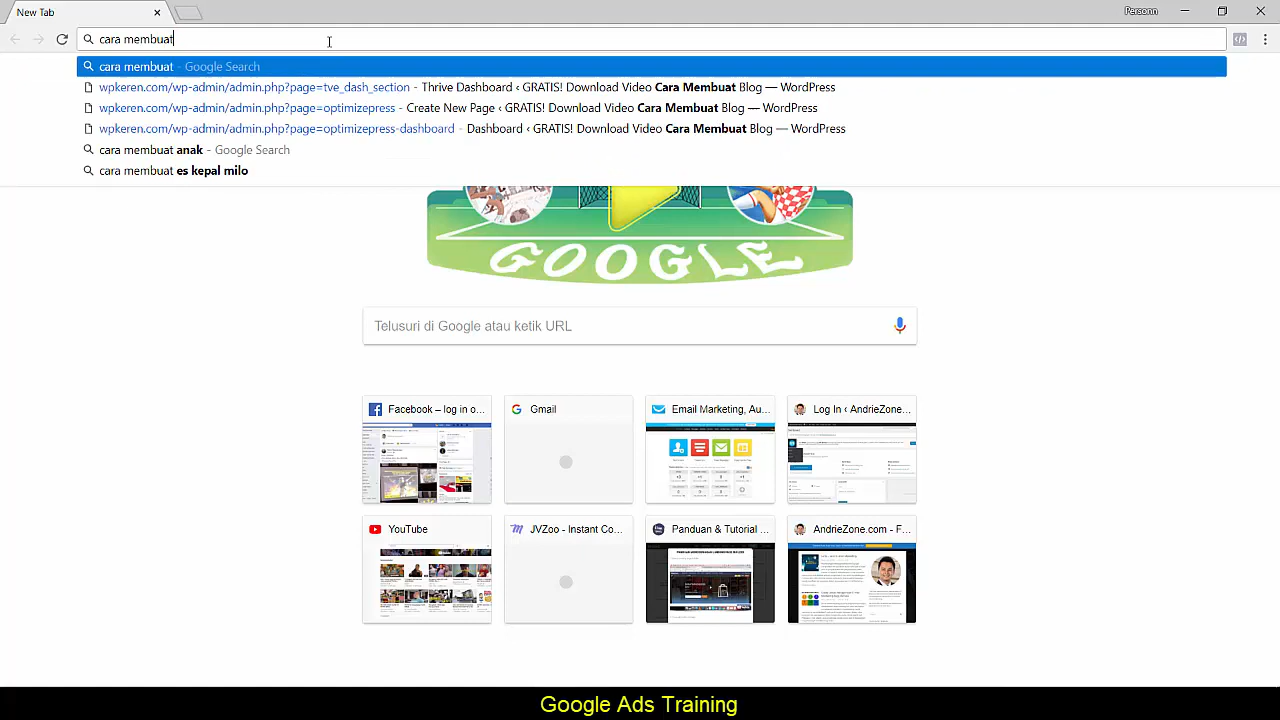 New Tab
Personn
cara membuat
cara membuat - Google Search
wpkeren.com/wp-admin/admin.php?page=tve_dash_section - Thrive Dashboard ‹ GRATIS! Download Video Cara Membuat Blog — WordPress
wpkeren.com/wp-admin/admin.php?page=optimizepress - Create New Page ‹ GRATIS! Download Video Cara Membuat Blog — WordPress
wpkeren.com/wp-admin/admin.php?page=optimizepress-dashboard - Dashboard ‹ GRATIS! Download Video Cara Membuat Blog — WordPress
cara membuat anak - Google Search
cara membuat es kepal milo
GOOGLE
Telusuri di Google atau ketik URL
Facebook – log in o... Gmail Email Marketing, Au... Log In ‹ AndrieZone...
YouTube JVZoo - Instant Co... Panduan & Tutorial ... AndrieZone.com - F...
Google Ads Training